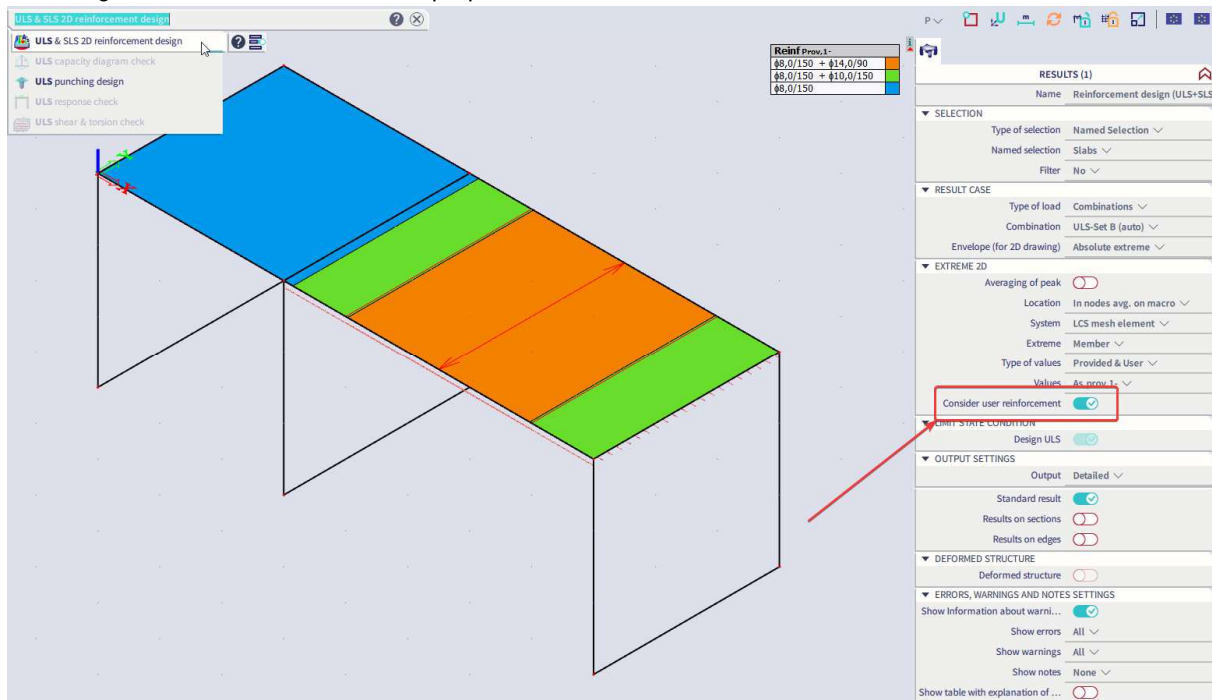 ULS & SLS 2D reinforcement design
ULS & SLS 2D reinforcement design
ULS capacity diagram check
ULS punching design
ULS response check
ULS shear & torsion check
Reinf Prov,1-
ϕ8,0/150 + ϕ14,0/90
ϕ8,0/150 + ϕ10,0/150
ϕ8,0/150
RESULTS (1)
Name Reinforcement design (ULS+SLS
SELECTION
Type of selection Named Selection
Named selection Slabs
Filter No
RESULT CASE
Type of load Combinations
Combination ULS-Set B (auto)
Envelope (for 2D drawing) Absolute extreme
EXTREME 2D
Averaging of peak
Location In nodes avg. on macro
System LCS mesh element
Extreme Member
Type of values Provided & User
Values As,prov,1-
Consider user reinforcement
LIMIT STATE CONDITION
Design ULS
OUTPUT SETTINGS
Output Detailed
Standard result
Results on sections
Results on edges
DEFORMED STRUCTURE
Deformed structure
ERRORS, WARNINGS AND NOTES SETTINGS
Show Information about warni...
Show errors All
Show warnings All
Show notes None
Show table with explanation of ...